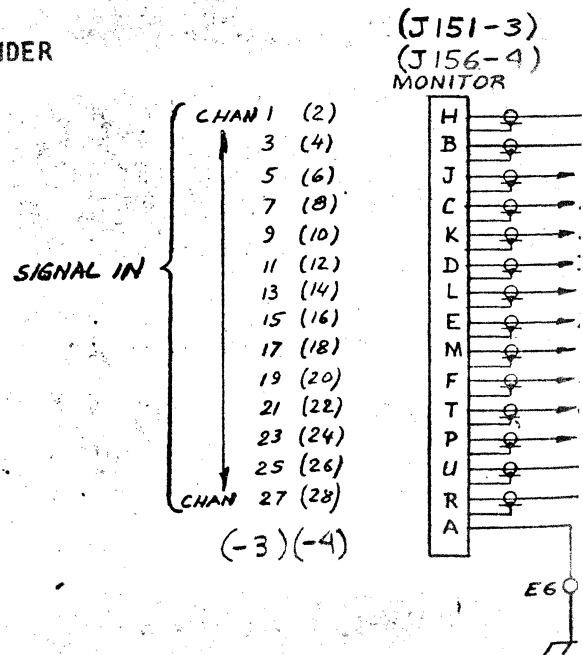 (J151-3)
NDER
(J156-4)
MONITOR
CHAN 1 (2) H
3 (4) B
5 (6) J
7 (8) C
9 (10) K
SIGNAL IN 11 (12) D
13 (14) L
15 (16) E
17 (18) M
19 (20) F
21 (22) T
23 (24) P
25 (26) U
CHAN 27 (28) R
A
(-3) (-4)
E6